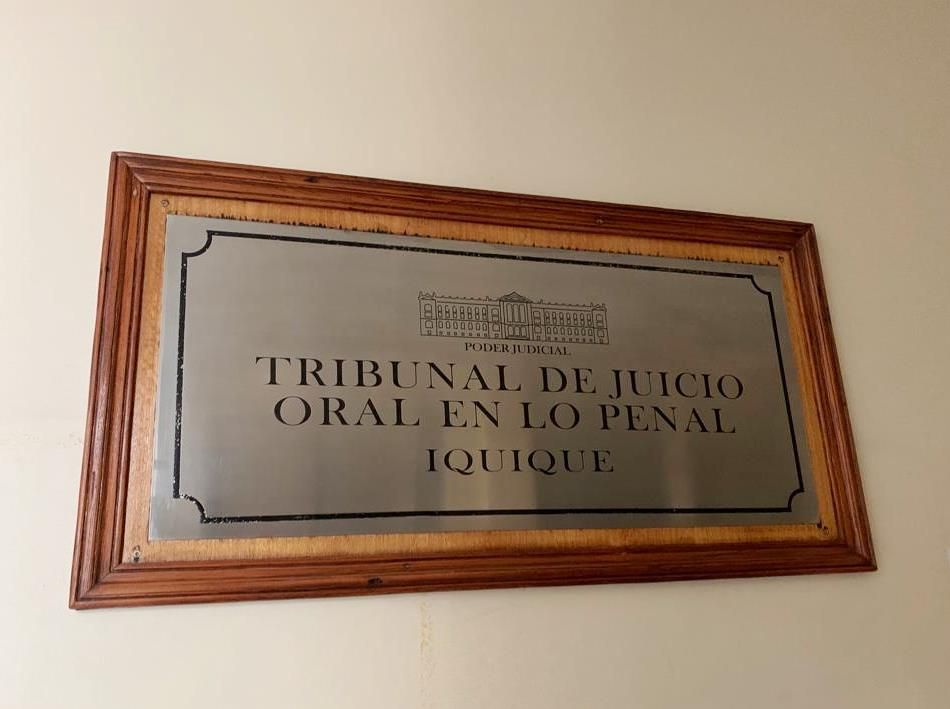 PODER JUDICIAL
TRIBUNAL DE JUICIO
ORAL EN LO PENAL
IQUIQUE